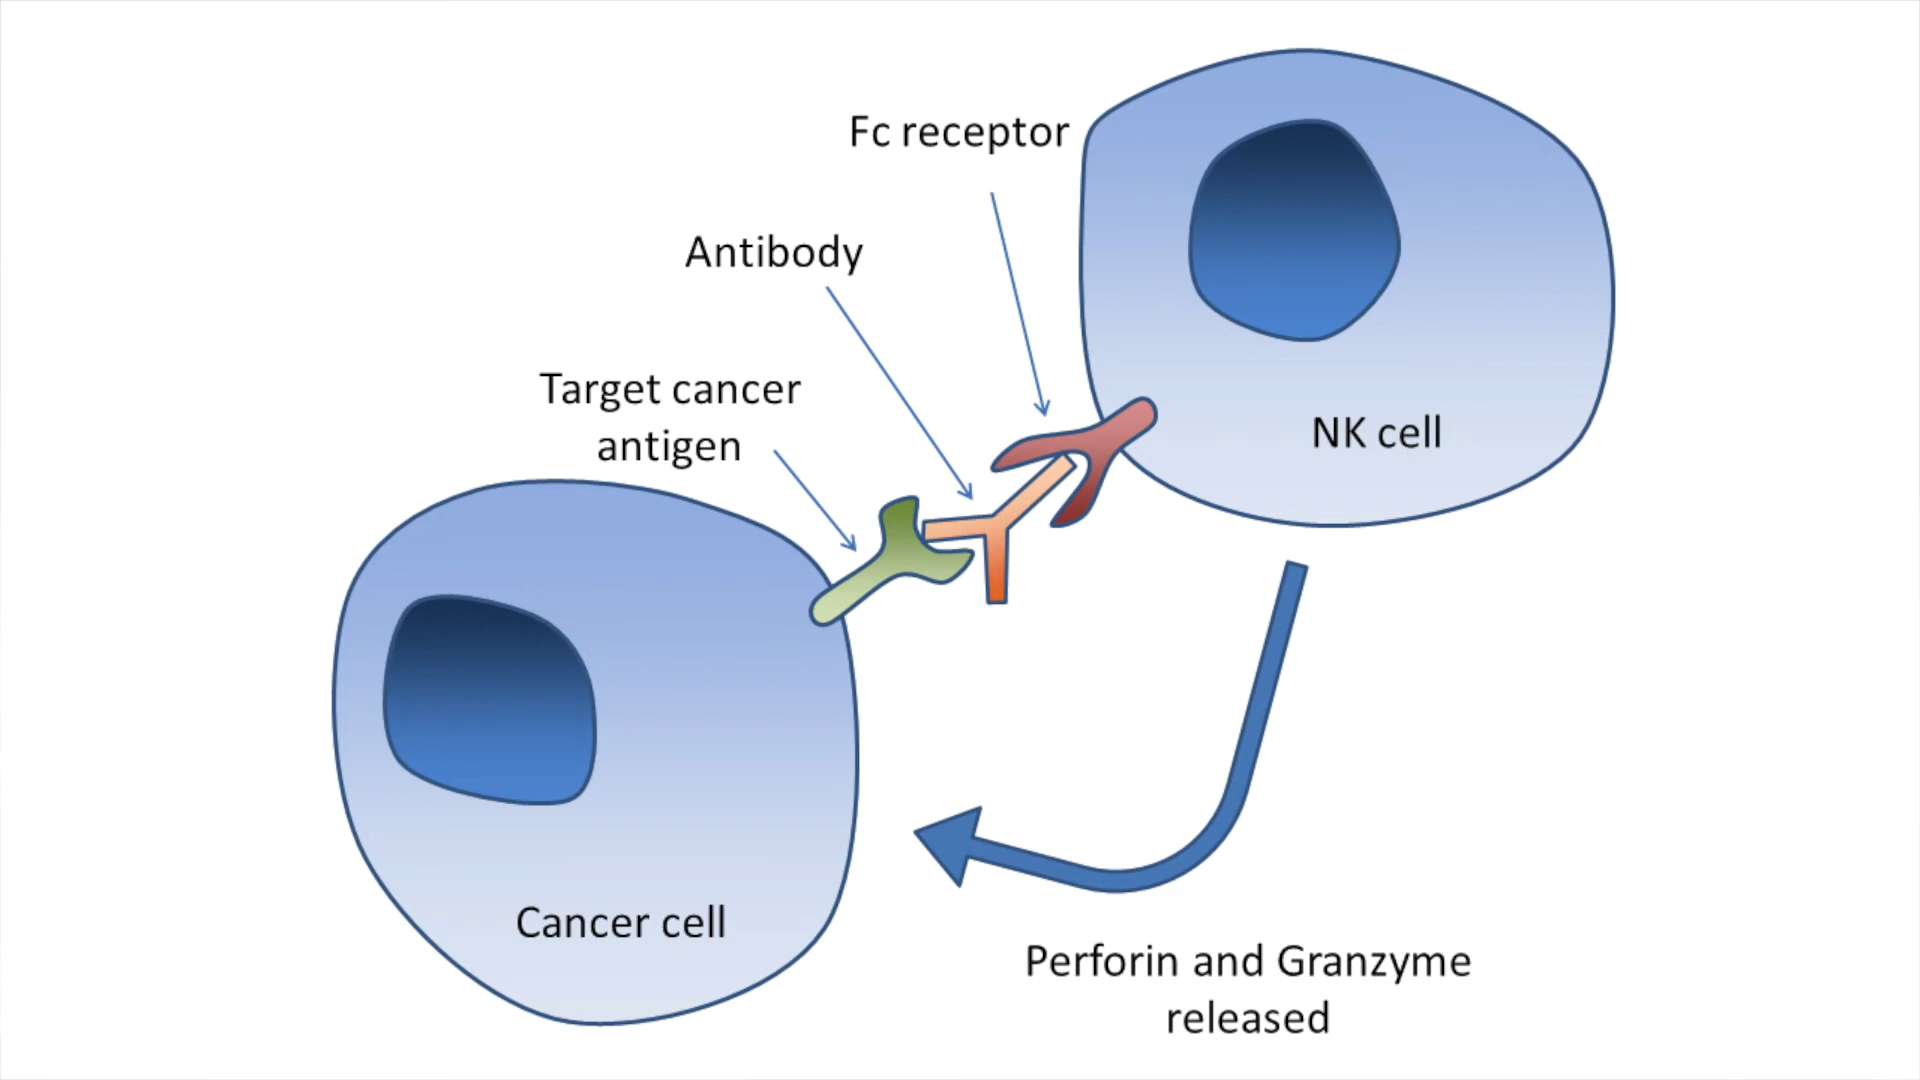 Fc receptor
Antibody
Target cancer
antigen
NK cell
Cancer cell
Perforin and Granzyme
released